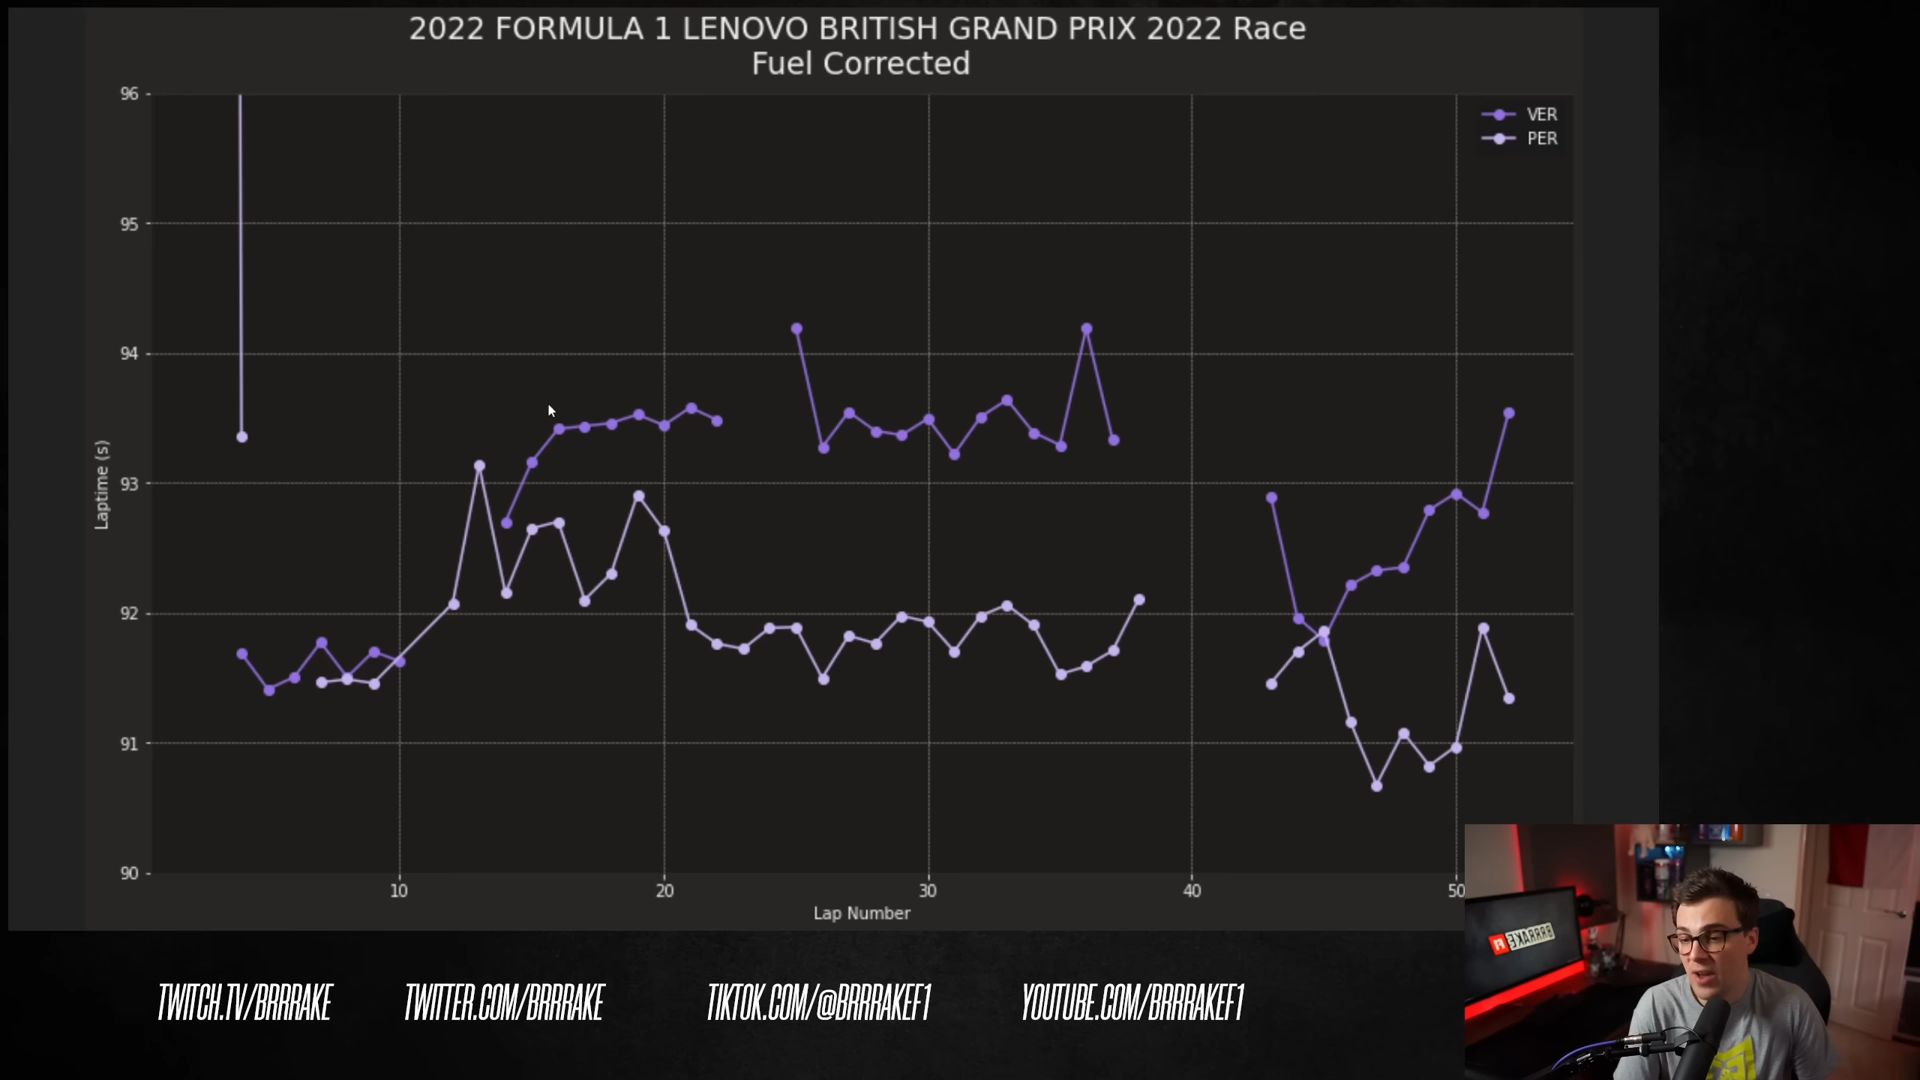 2022 FORMULA 1 LENOVO BRITISH GRAND PRIX 2022 Race
Fuel Corrected
VER
PER
96
95
94
93
92
91
90
Laptime (s)
10
20
30
40
50
Lap Number
BRRRAKE F1
TWITCH.TV/BRRRAKE
TWITTER.COM/BRRRAKE
TIKTOK.COM/@BRRRAKEF1
YOUTUBE.COM/BRRRAKEF1